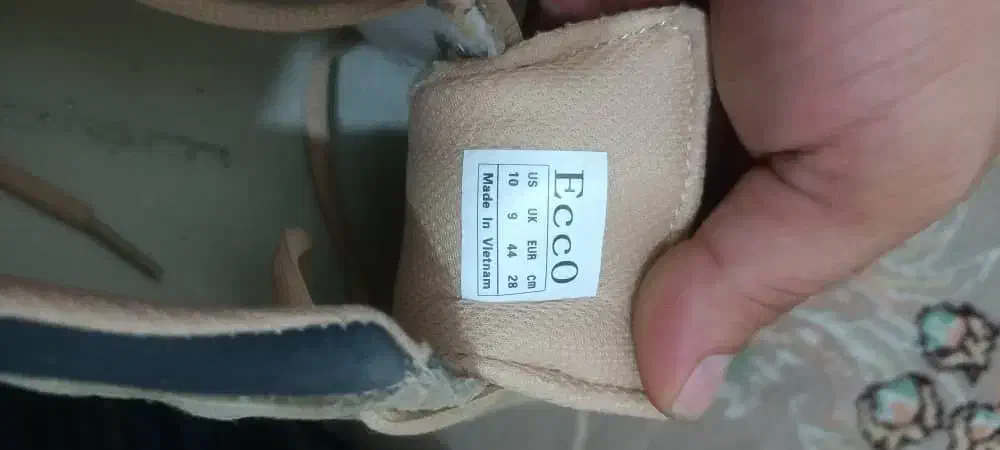 EccO
US UK EUR cm
10 9 44 28
Made In Vietnam